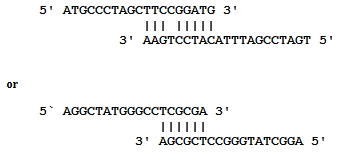 5' ATGCCCTAGCTTCCGGATG 3'
||| |||||
3' AAGTCCTACATTTAGCCTAGT 5'
or
5` AGGCTATGGGCCTCGCGA 3'
||||||
3' AGCGCTCCGGGTATCGGA 5'